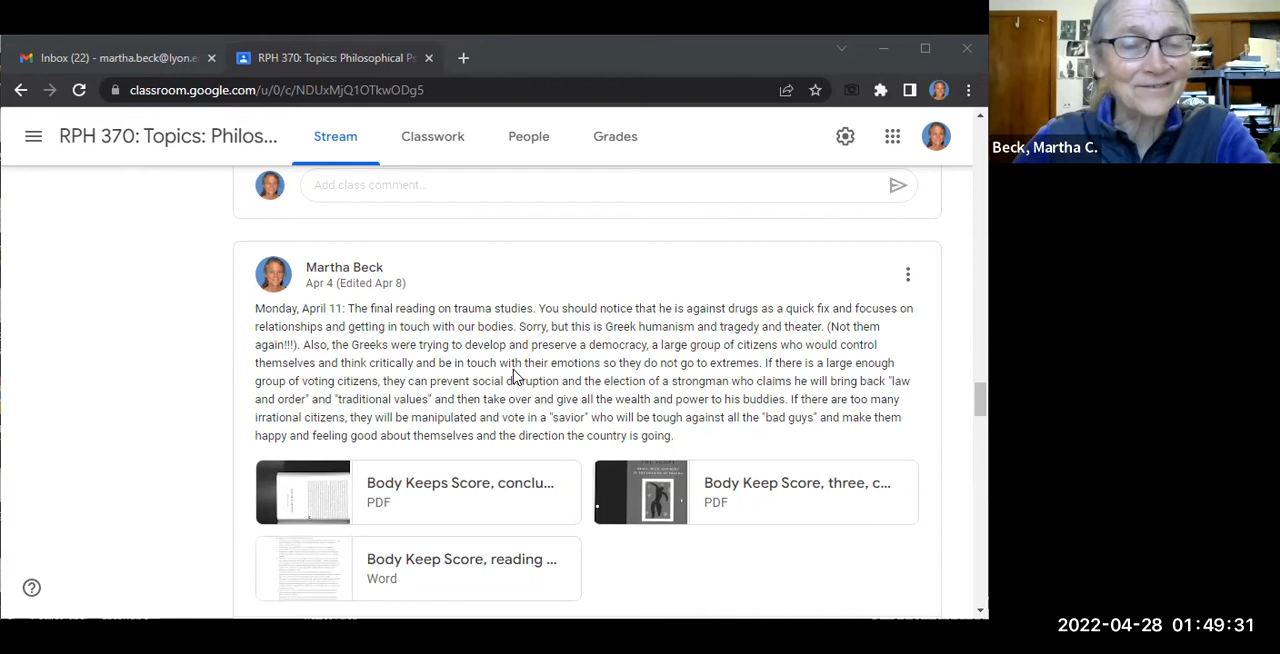 Inbox (22) - martha.beck@lyon.e
RPH 370: Topics: Philosophical Ps
classroom.google.com/u/0/c/NDUxMjQ1OTkwODg5
RPH 370: Topics: Philos...
Stream
Classwork
People
Grades
Beck, Martha C.
Add class comment...
Martha Beck
Apr 4 (Edited Apr 8)
Monday, April 11: The final reading on trauma studies. You should notice that he is against drugs as a quick fix and focuses on
relationships and getting in touch with our bodies. Sorry, but this is Greek humanism and tragedy and theater. (Not them
again!!!). Also, the Greeks were trying to develop and preserve a democracy, a large group of citizens who would control
themselves and think critically and be in touch with their emotions so they do not go to extremes. If there is a large enough
group of voting citizens, they can prevent social disruption and the election of a strongman who claims he will bring back "law
and order" and "traditional values" and then take over and give all the wealth and power to his buddies. If there are too many
irrational citizens, they will be manipulated and vote in a "savior" who will be tough against all the "bad guys" and make them
happy and feeling good about themselves and the direction the country is going.
Body Keeps Score, conclu...
PDF
Body Keep Score, three, c...
PDF
Body Keep Score, reading ...
Word
2022-04-28 01:49:31